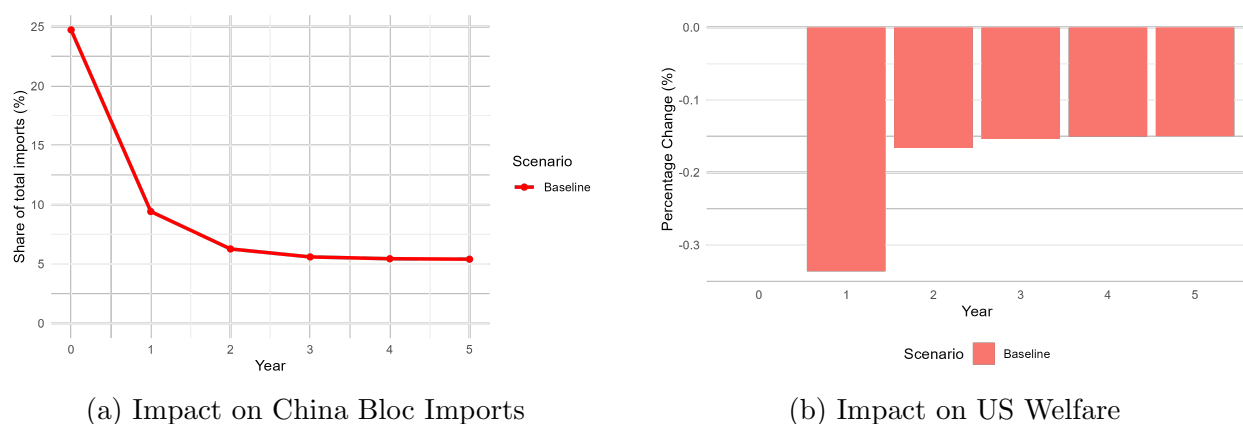 25
20
15
10
5
0
Share of total imports (%)
0 1 2 3 4 5
Year
Scenario
Baseline
(a) Impact on China Bloc Imports
0.0
-0.1
-0.2
-0.3
Percentage Change (%)
0 1 2 3 4 5
Year
Scenario Baseline
(b) Impact on US Welfare